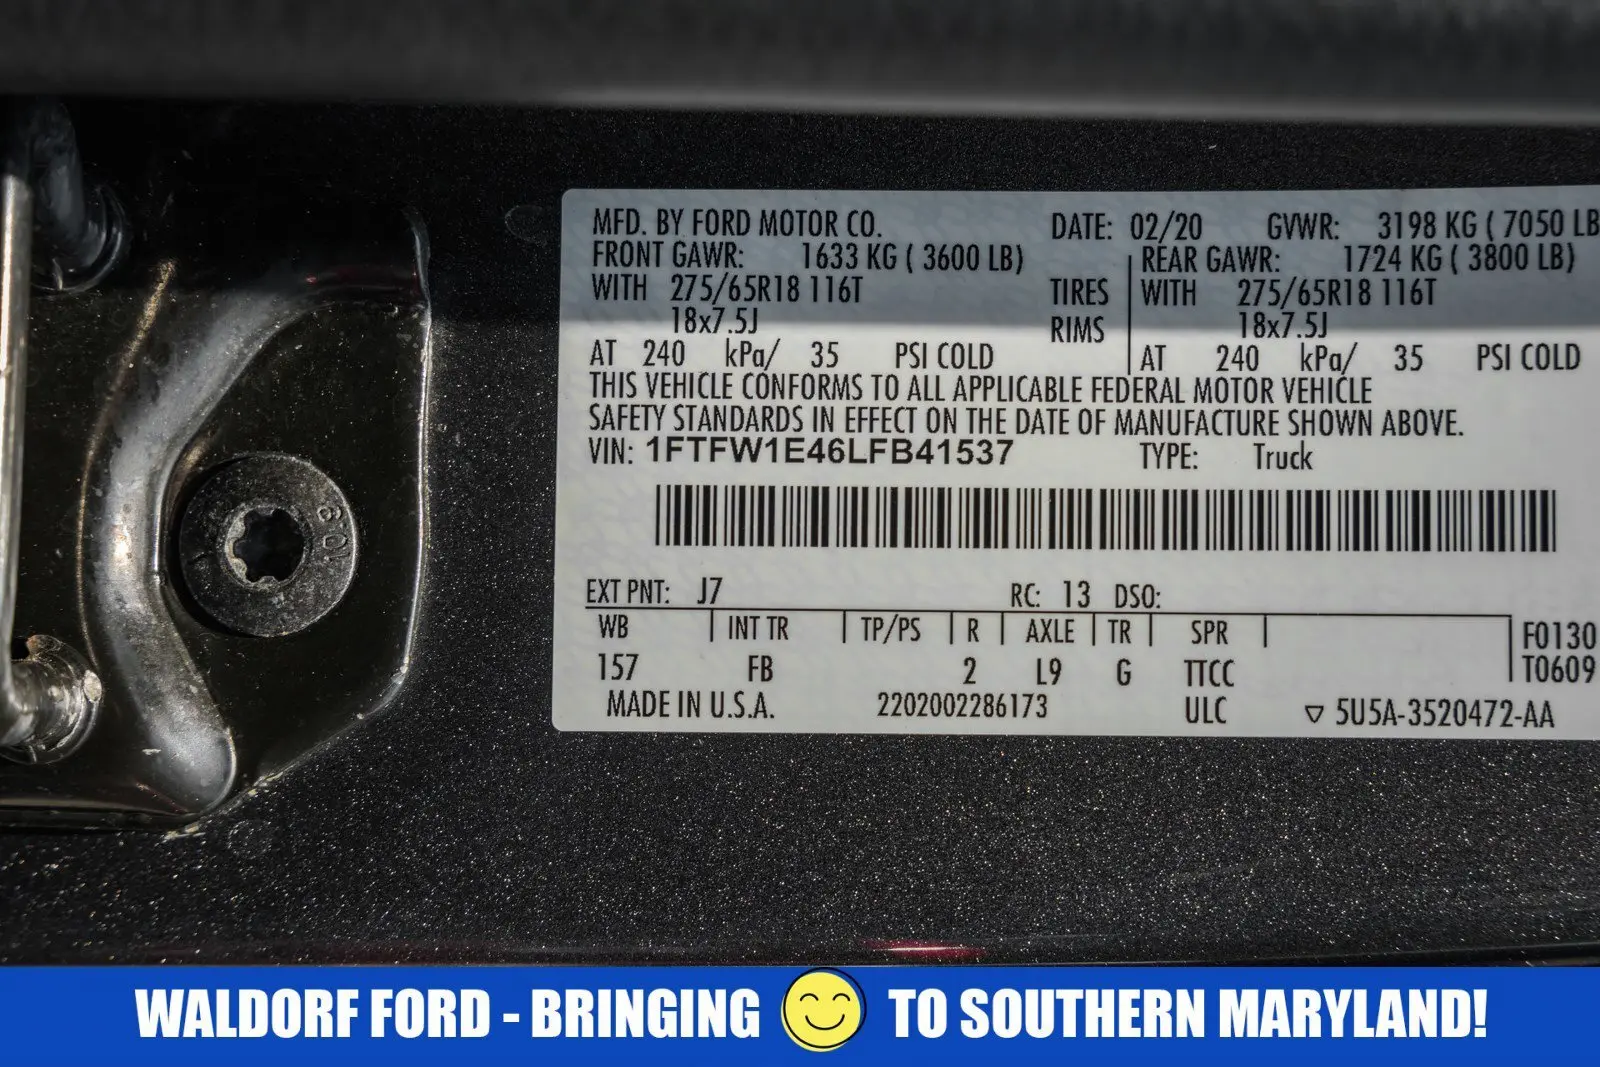 MFD. BY FORD MOTOR CO. DATE: 02/20 GVWR: 3198 KG ( 7050 LB
FRONT GAWR: 1633 KG ( 3600 LB) REAR GAWR: 1724 KG ( 3800 LB)
WITH 275/65R18 116T TIRES WITH 275/65R18 116T
18x7.5J RIMS 18x7.5J
AT 240 kPa/ 35 PSI COLD AT 240 kPa/ 35 PSI COLD
THIS VEHICLE CONFORMS TO ALL APPLICABLE FEDERAL MOTOR VEHICLE
SAFETY STANDARDS IN EFFECT ON THE DATE OF MANUFACTURE SHOWN ABOVE.
VIN: 1FTFW1E46LFB41537 TYPE: Truck
EXT PNT: J7 RC: 13 DSO:
WB INT TR TP/PS R AXLE TR SPR F0130
157 FB 2 L9 G TTCC T0609
MADE IN U.S.A. 2202002286173 ULC ▽ 5U5A-3520472-AA
10.9
WALDORF FORD - BRINGING 😊 TO SOUTHERN MARYLAND!